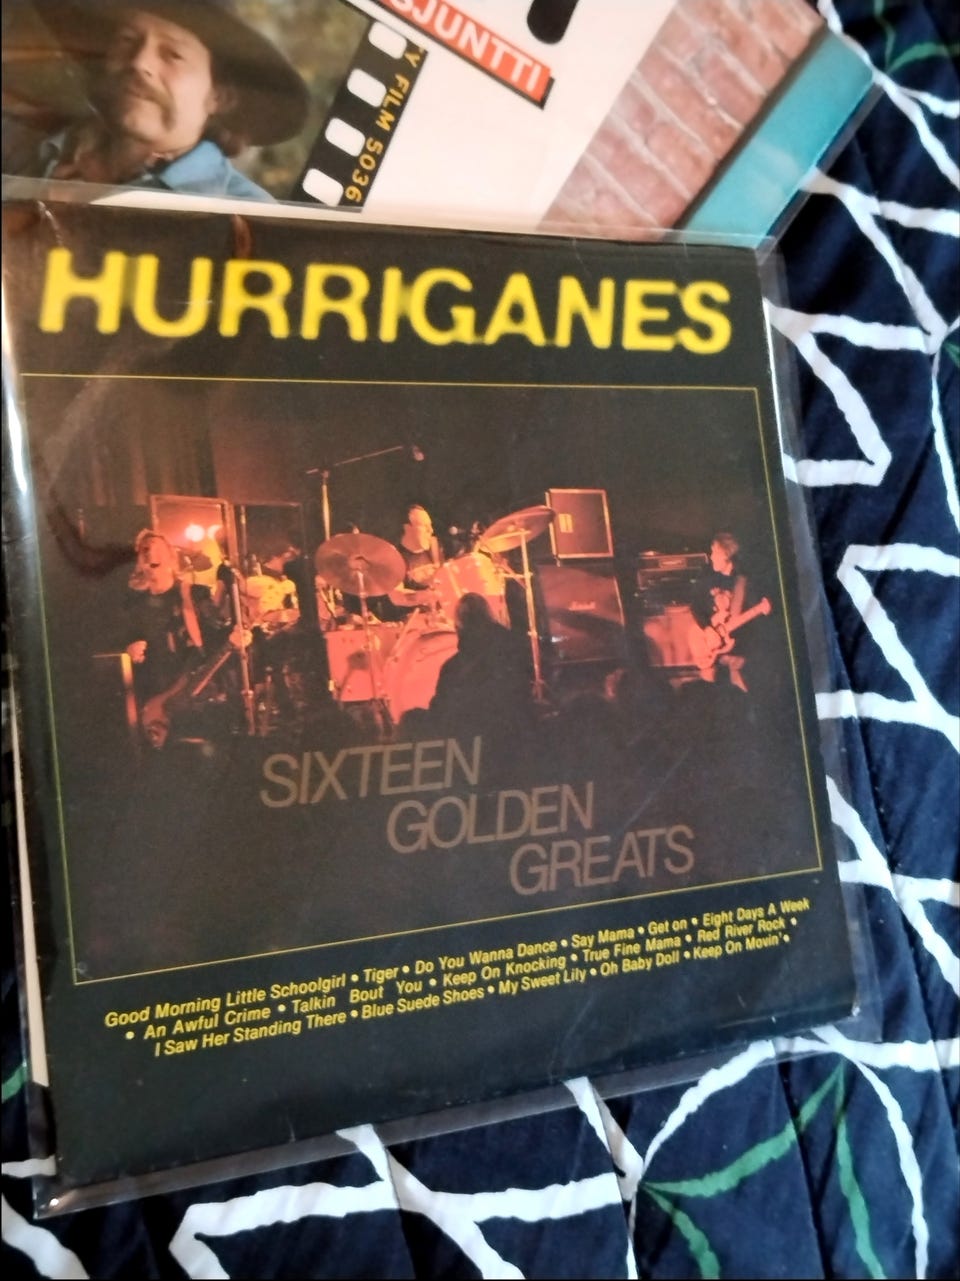 SJUNTTI
Y FILM 5036
HURRIGANES
SIXTEEN
GOLDEN
GREATS
Good Morning Little Schoolgirl • Tiger • Do You Wanna Dance • Say Mama • Get on • Eight Days A Week
• An Awful Crime • Talkin Bout You • Keep On Knocking • True Fine Mama • Red River Rock •
I Saw Her Standing There • Blue Suede Shoes • My Sweet Lily • Oh Baby Doll • Keep On Movin' •